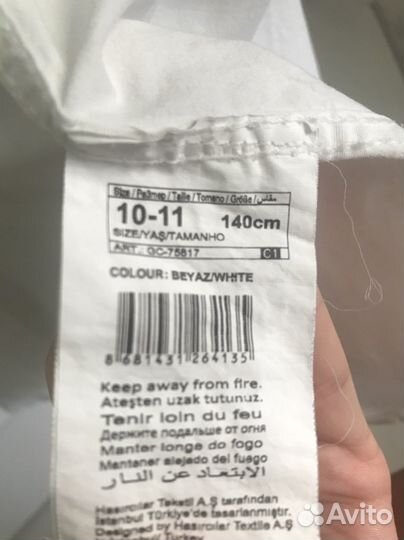 Size / Размер / Taille / Tomano / Größe / مقاس
10-11 140cm
SIZE/YAŞ/TAMANHO
ART.: GC-75817 C1
COLOUR: BEYAZ/WHITE
8 681431 264135
Keep away from fire.
Ateşten uzak tutunuz.
Tenir loin du feu
Держите подальше от огня
Manter longe do fogo
Mantener alejado del fuego
الابتعاد عن النار
Hasırcılar Tekstil A.Ş tarafından
İstanbul Türkiye'de tasarlanmıştır.
Designed by Hasırcılar Textile A.Ş
Turkey
Avito